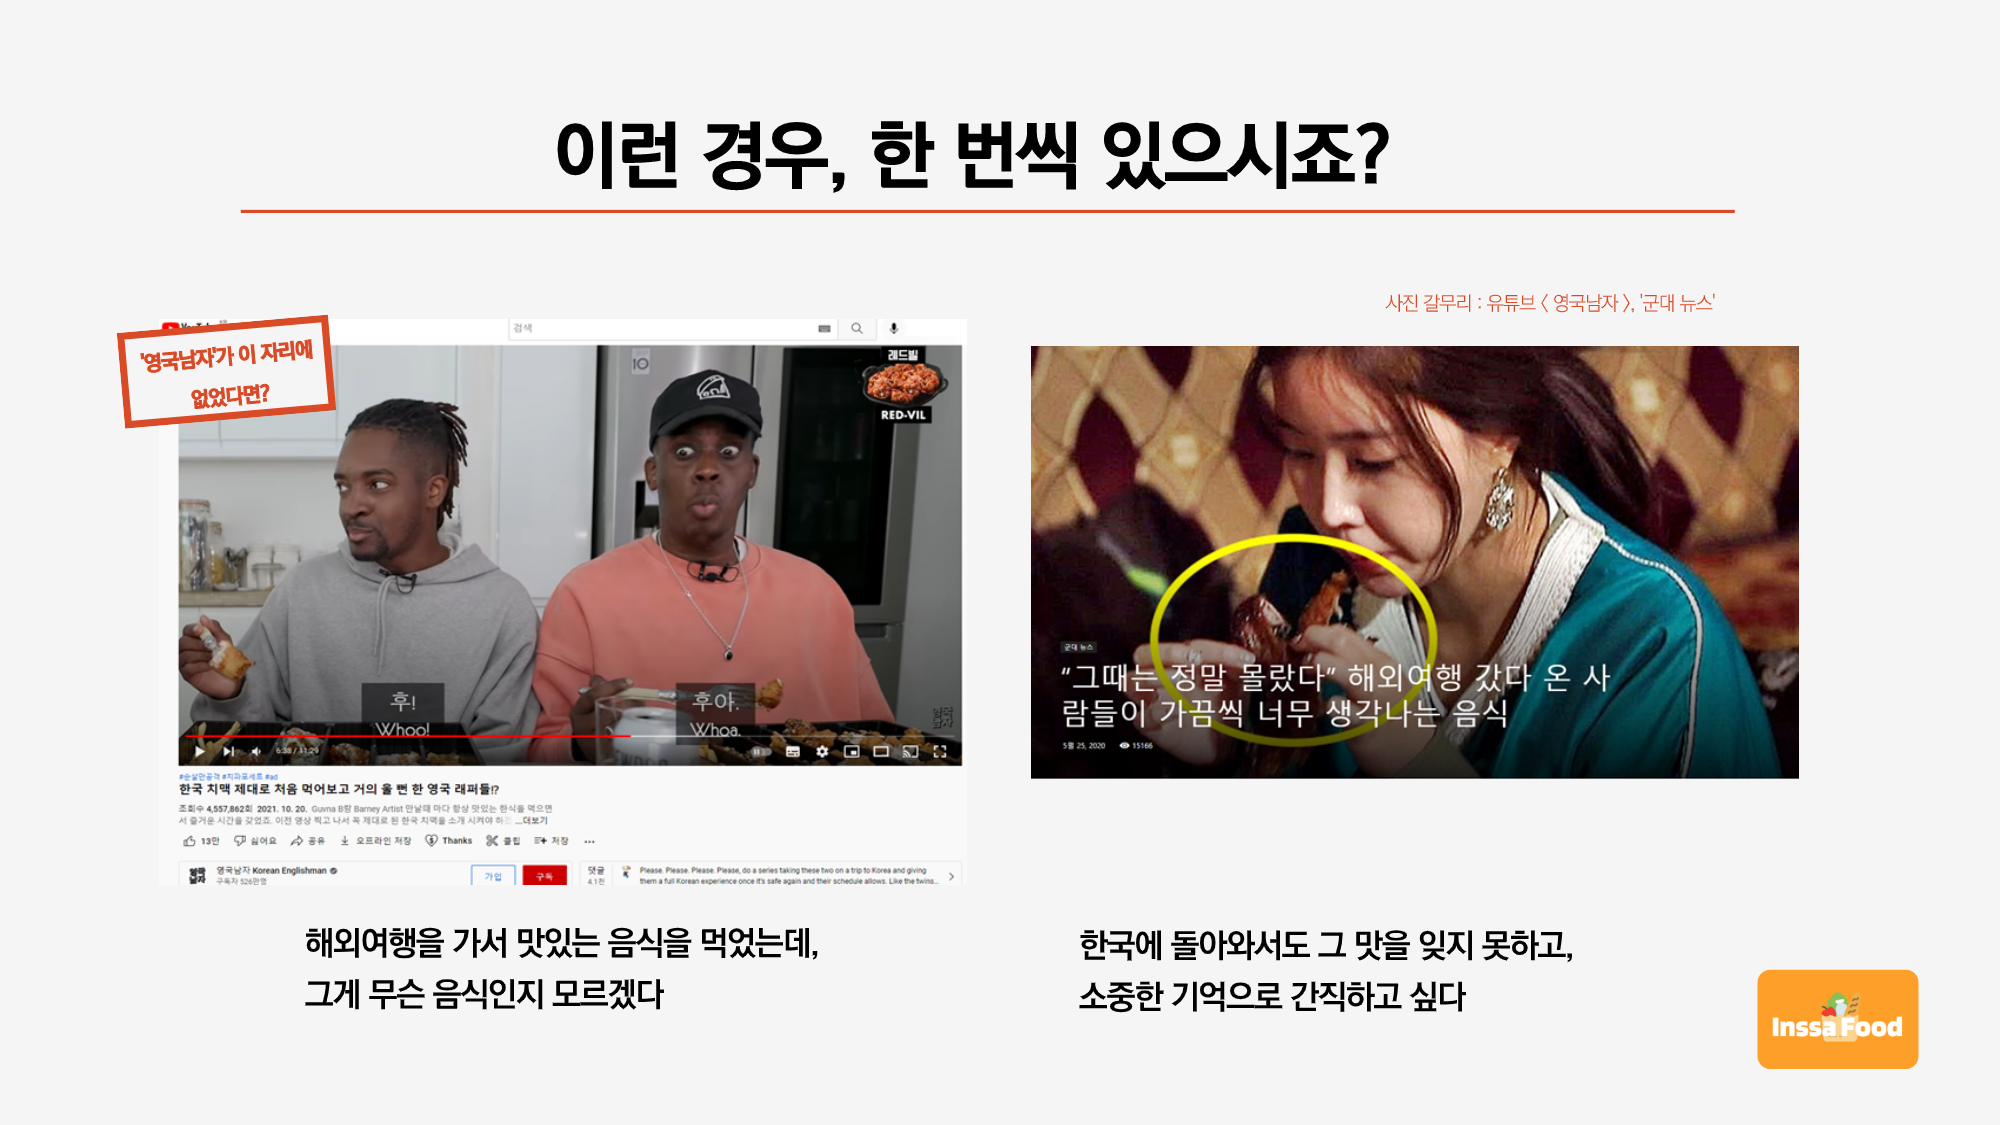 이런 경우, 한 번씩 있으시죠?
사진 갈무리 : 유튜브 < 영국남자 >, '군대 뉴스'
'영국남자'가 이 자리에
없었다면?
검색
10
레드빌
RED-VIL
후!
Whoo!
후아.
Whoa.
영국
남자
6:38 / 11:29
#순살만공격 #치파포세트 #ad
한국 치맥 제대로 처음 먹어보고 거의 울 뻔 한 영국 래퍼들!?
조회수 4,557,862회 2021. 10. 20. Guvna B랑 Barney Artist 만날때 마다 항상 맛있는 한식을 먹으면
서 즐거운 시간을 갖었죠. 이전 영상 찍고 나서 꼭 제대로 된 한국 치맥을 소개 시켜야 하 ...더보기
13만 싫어요 공유 오프라인 저장 Thanks 클립 저장 ...
영국남자 Korean Englishman
구독자 526만명
가입
구독
댓글
4.1천
Please. Please. Please. Please, do a series taking these two on a trip to Korea and giving
them a full Korean experience once it's safe again and their schedule allows. Like the twins...
군대 뉴스
“그때는 정말 몰랐다” 해외여행 갔다 온 사
람들이 가끔씩 너무 생각나는 음식
5월 25, 2020 15166
해외여행을 가서 맛있는 음식을 먹었는데,
그게 무슨 음식인지 모르겠다
한국에 돌아와서도 그 맛을 잊지 못하고,
소중한 기억으로 간직하고 싶다
Inssa Food